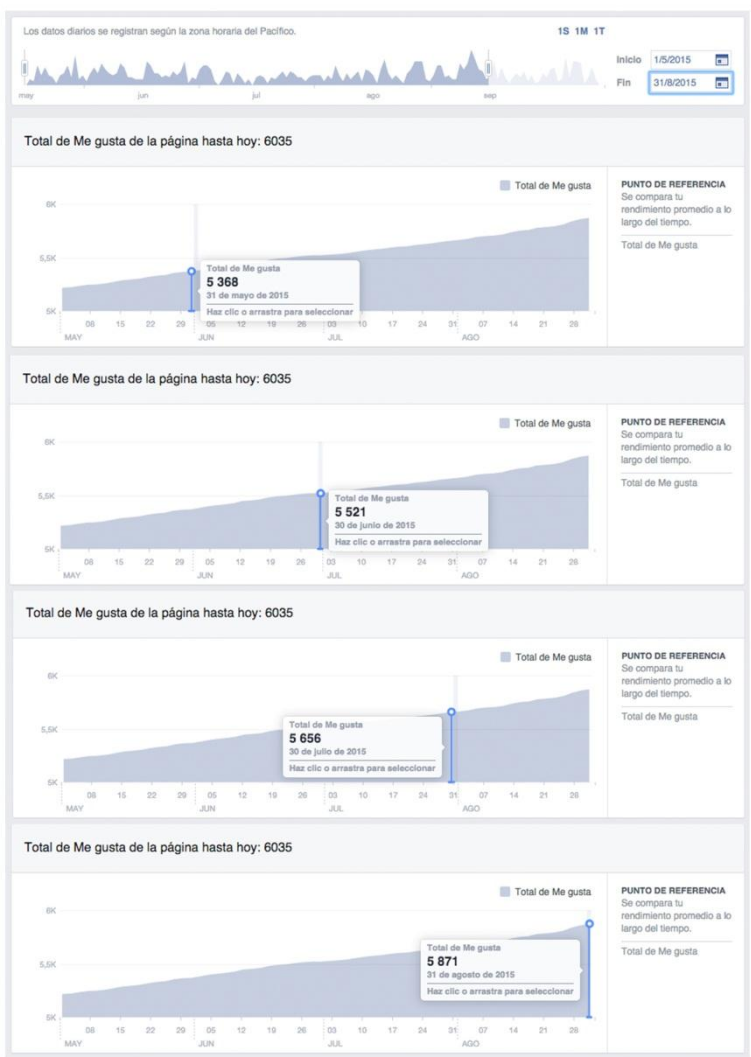 Los datos diarios se registran según la zona horaria del Pacífico.
1S 1M 1T
Inicio 1/5/2015
Fin 31/8/2015
may jun jul ago sep
Total de Me gusta de la página hasta hoy: 6035
Total de Me gusta
PUNTO DE REFERENCIA
Se compara tu
rendimiento promedio a lo
largo del tiempo.
Total de Me gusta
6K
5,5K
5K
Total de Me gusta
5 368
31 de mayo de 2015
Haz clic o arrastra para seleccionar
08 15 22 29 05 12 19 26 03 10 17 24 31 07 14 21 28
MAY JUN JUL AGO
Total de Me gusta de la página hasta hoy: 6035
Total de Me gusta
PUNTO DE REFERENCIA
Se compara tu
rendimiento promedio a lo
largo del tiempo.
Total de Me gusta
6K
5,5K
5K
Total de Me gusta
5 521
30 de junio de 2015
Haz clic o arrastra para seleccionar
08 15 22 29 05 12 19 26 03 10 17 24 31 07 14 21 28
MAY JUN JUL AGO
Total de Me gusta de la página hasta hoy: 6035
Total de Me gusta
PUNTO DE REFERENCIA
Se compara tu
rendimiento promedio a lo
largo del tiempo.
Total de Me gusta
6K
5,5K
5K
Total de Me gusta
5 656
30 de julio de 2015
Haz clic o arrastra para seleccionar
08 15 22 29 05 12 19 26 03 10 17 24 31 07 14 21 28
MAY JUN JUL AGO
Total de Me gusta de la página hasta hoy: 6035
Total de Me gusta
PUNTO DE REFERENCIA
Se compara tu
rendimiento promedio a lo
largo del tiempo.
Total de Me gusta
6K
5,5K
5K
Total de Me gusta
5 871
31 de agosto de 2015
Haz clic o arrastra para seleccionar
08 15 22 29 05 12 19 26 03 10 17 24 31 07 14 21 28
MAY JUN JUL AGO